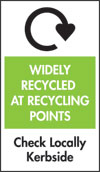 WIDELY
RECYCLED
AT RECYCLING
POINTS
Check Locally
Kerbside